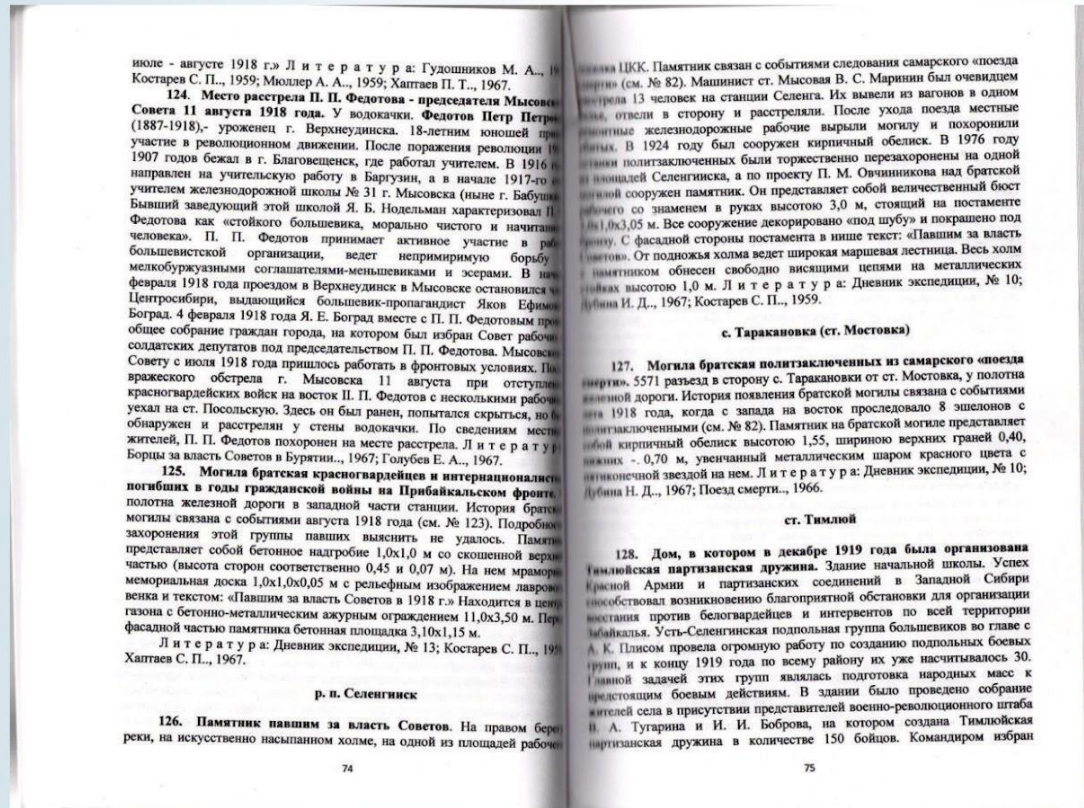 июле - августе 1918 г.» Л и т е р а т у р а: Гудошников М. А..,
Костарев С. П.., 1959; Мюллер А. А.., 1959; Хаптаев П. Т.., 1967.
124. Место расстрела П. П. Федотова - председателя
Совета 11 августа 1918 года. У водокачки. Федотов Петр
(1887-1918),- уроженец г. Верхнеудинска. 18-летним юношей
участие в революционном движении. После поражения революции
1907 годов бежал в г. Благовещенск, где работал учителем. В 1916
направлен на учительскую работу в Баргузин, а в начале 1917-го
учителем железнодорожной школы № 31 г. Мысовска (ныне г.
Бывший заведующий этой школой Я. Б. Нодельман характеризовал
Федотова как «стойкого большевика, морально чистого и
человека». П. П. Федотов принимает активное участие в
большевистской организации, ведет непримиримую борьбу
мелкобуржуазными соглашателями-меньшевиками и эсерами. В
февраля 1918 года проездом в Верхнеудинск в Мысовске остановился
Центросибири, выдающийся большевик-пропагандист Яков
Боград. 4 февраля 1918 года Я. Е. Боград вместе с П. П. Федотовым
общее собрание граждан города, на котором был избран Совет
солдатских депутатов под председательством П. П. Федотова.
Совету с июля 1918 года пришлось работать в фронтовых условиях.
вражеского обстрела г. Мысовска 11 августа при
красногвардейских войск на восток П. П. Федотов с несколькими
уехал на ст. Посольскую. Здесь он был ранен, попытался скрыться, но
обнаружен и расстрелян у стены водокачки. По сведениям
жителей, П. П. Федотов похоронен на месте расстрела. Л и т е р а т у р
Борцы за власть Советов в Бурятии.., 1967; Голубев Е. А.., 1967.
125. Могила братская красногвардейцев и
погибших в годы гражданской войны на Прибайкальском фронте.
полотна железной дороги в западной части станции. История
могилы связана с событиями августа 1918 года (см. № 123).
захоронения этой группы павших выяснить не удалось.
представляет собой бетонное надгробие 1,0х1,0 м со скошенной
частью (высота сторон соответственно 0,45 и 0,07 м). На нем
мемориальная доска 1,0х1,0х0,05 м с рельефным изображением
венка и текстом: «Павшим за власть Советов в 1918 г.» Находится в
газона с бетонно-металлическим ажурным ограждением 11,0х3,50 м.
фасадной частью памятника бетонная площадка 3,10х1,15 м.
Л и т е р а т у р а: Дневник экспедиции, № 13; Костарев С. П..,
Хаптаев С. П.., 1967.
р. п. Селенгинск
126. Памятник павшим за власть Советов. На правом
реки, на искусственно насыпанном холме, на одной из площадей
74
ЦКК. Памятник связан с событиями следования самарского «поезда
(см. № 82). Машинист ст. Мысовая В. С. Маринин был очевидцем
13 человек на станции Селенга. Их вывели из вагонов в одном
отвели в сторону и расстреляли. После ухода поезда местные
железнодорожные рабочие вырыли могилу и похоронили
В 1924 году был сооружен кирпичный обелиск. В 1976 году
политзаключенных были торжественно перезахоронены на одной
площадей Селенгинска, а по проекту П. М. Овчинникова над братской
сооружен памятник. Он представляет собой величественный бюст
со знаменем в руках высотою 3,0 м, стоящий на постаменте
Все сооружение декорировано «под шубу» и покрашено под
С фасадной стороны постамента в нише текст: «Павшим за власть
От подножья холма ведет широкая маршевая лестница. Весь холм
памятником обнесен свободно висящими цепями на металлических
высотою 1,0 м. Л и т е р а т у р а: Дневник экспедиции, № 10;
И. Д.., 1967; Костарев С. П.., 1959.
с. Таракановка (ст. Мостовка)
127. Могила братская политзаключенных из самарского «поезда
5571 разъезд в сторону с. Таракановки от ст. Мостовка, у полотна
дороги. История появления братской могилы связана с событиями
1918 года, когда с запада на восток проследовало 8 эшелонов с
(см. № 82). Памятник на братской могиле представляет
кирпичный обелиск высотою 1,55, шириною верхних граней 0,40,
-. 0,70 м, увенчанный металлическим шаром красного цвета с
звездой на нем. Л и т е р а т у р а: Дневник экспедиции, № 10;
Н. Д.., 1967; Поезд смерти.., 1966.
ст. Тимлюй
128. Дом, в котором в декабре 1919 года была организована
Тимлюйская партизанская дружина. Здание начальной школы. Успех
Красной Армии и партизанских соединений в Западной Сибири
способствовал возникновению благоприятной обстановки для организации
восстания против белогвардейцев и интервентов по всей территории
Забайкалья. Усть-Селенгинская подпольная группа большевиков во главе с
А. К. Плисом провела огромную работу по созданию подпольных боевых
групп, и к концу 1919 года по всему району их уже насчитывалось 30.
Главной задачей этих групп являлась подготовка народных масс к
предстоящим боевым действиям. В здании было проведено собрание
жителей села в присутствии представителей военно-революционного штаба
А. Тугарина и И. И. Боброва, на котором создана Тимлюйская
партизанская дружина в количестве 150 бойцов. Командиром избран
75